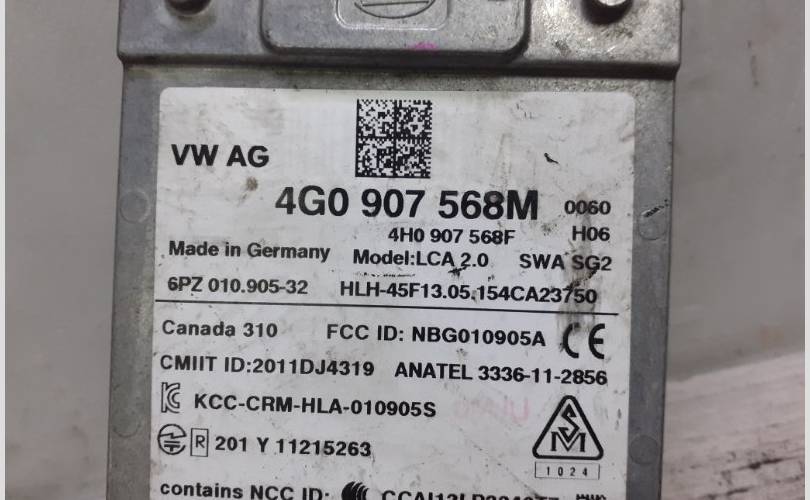 VW AG
4G0 907 568M 0060
4H0 907 568F H06
Made in Germany Model:LCA 2.0 SWA SG2
6PZ 010.905-32 HLH-45F13.05.154CA23750
Canada 310 FCC ID: NBG010905A CE
CMIIT ID:2011DJ4319 ANATEL 3336-11-2856
KCC-CRM-HLA-010905S
R 201 Y 11215263
1024
contains NCC ID: